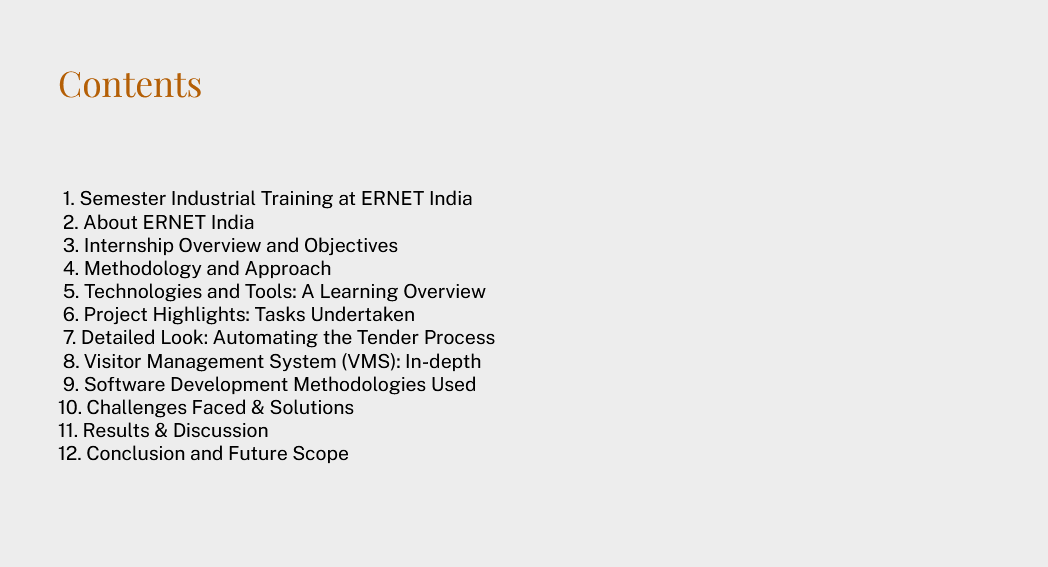 Contents
1. Semester Industrial Training at ERNET India
2. About ERNET India
3. Internship Overview and Objectives
4. Methodology and Approach
5. Technologies and Tools: A Learning Overview
6. Project Highlights: Tasks Undertaken
7. Detailed Look: Automating the Tender Process
8. Visitor Management System (VMS): In-depth
9. Software Development Methodologies Used
10. Challenges Faced & Solutions
11. Results & Discussion
12. Conclusion and Future Scope